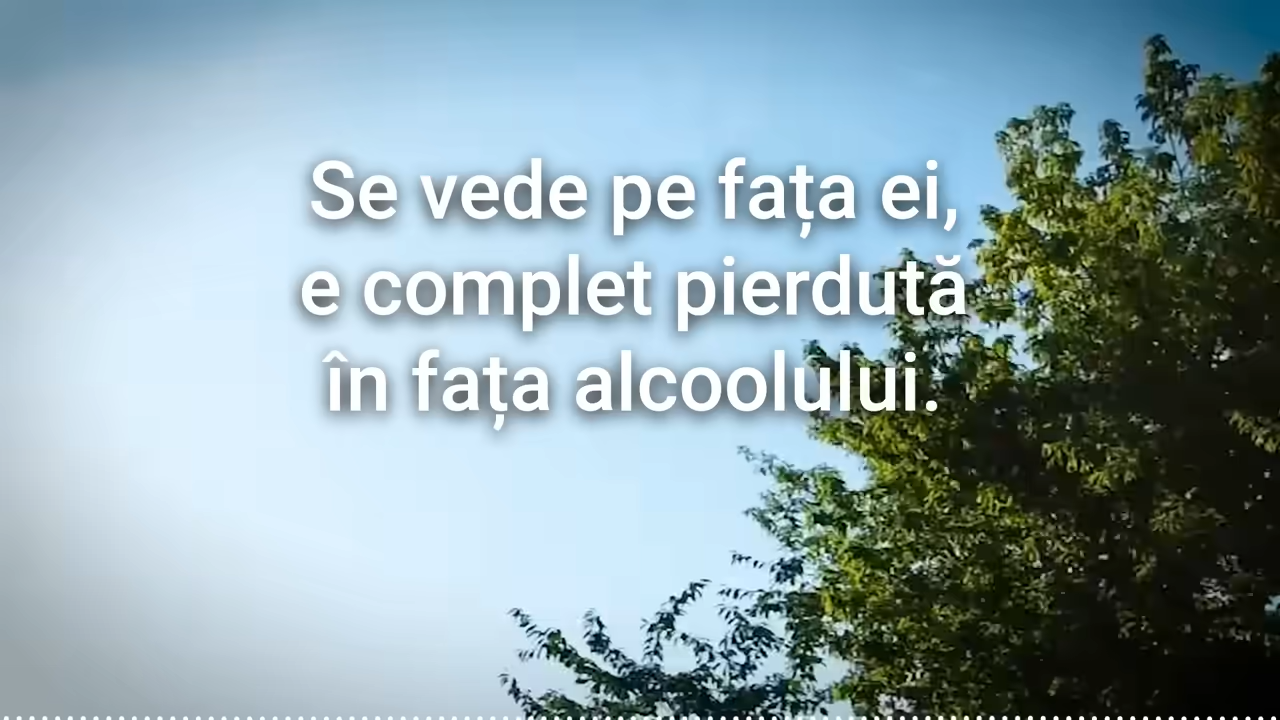 Se vede pe fața ei,
e complet pierdută
în fața alcoolului.